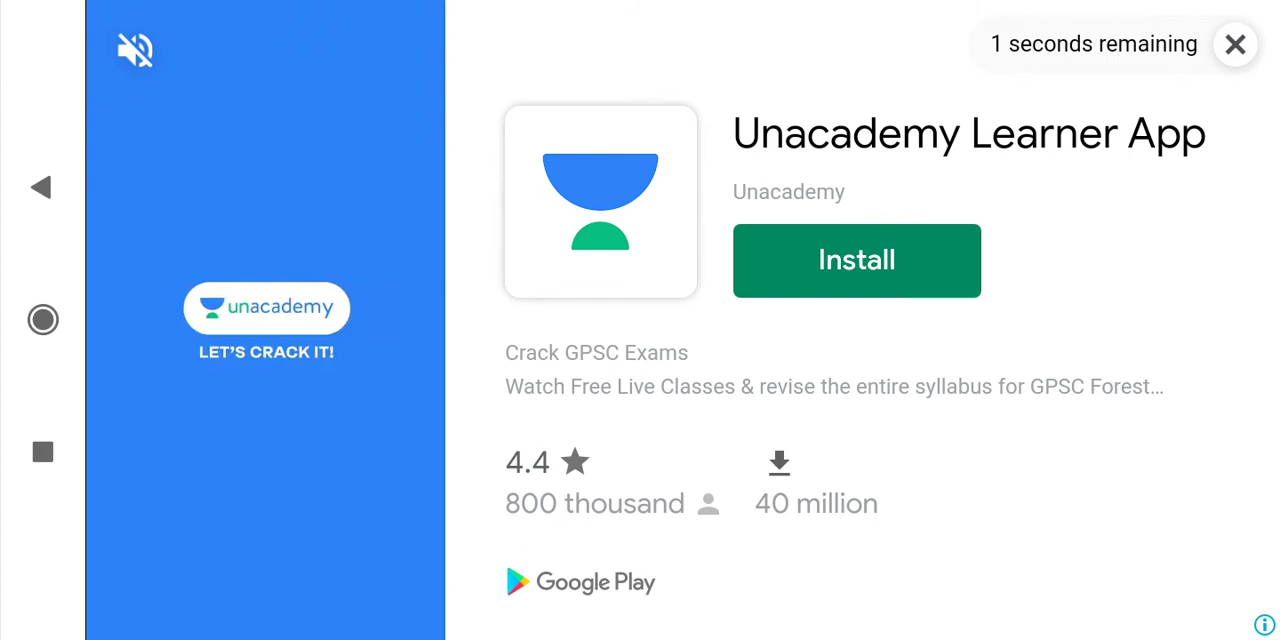 1 seconds remaining
Unacademy Learner App
Unacademy
Install
unacademy
LET'S CRACK IT!
Crack GPSC Exams
Watch Free Live Classes & revise the entire syllabus for GPSC Forest...
4.4
800 thousand
40 million
Google Play